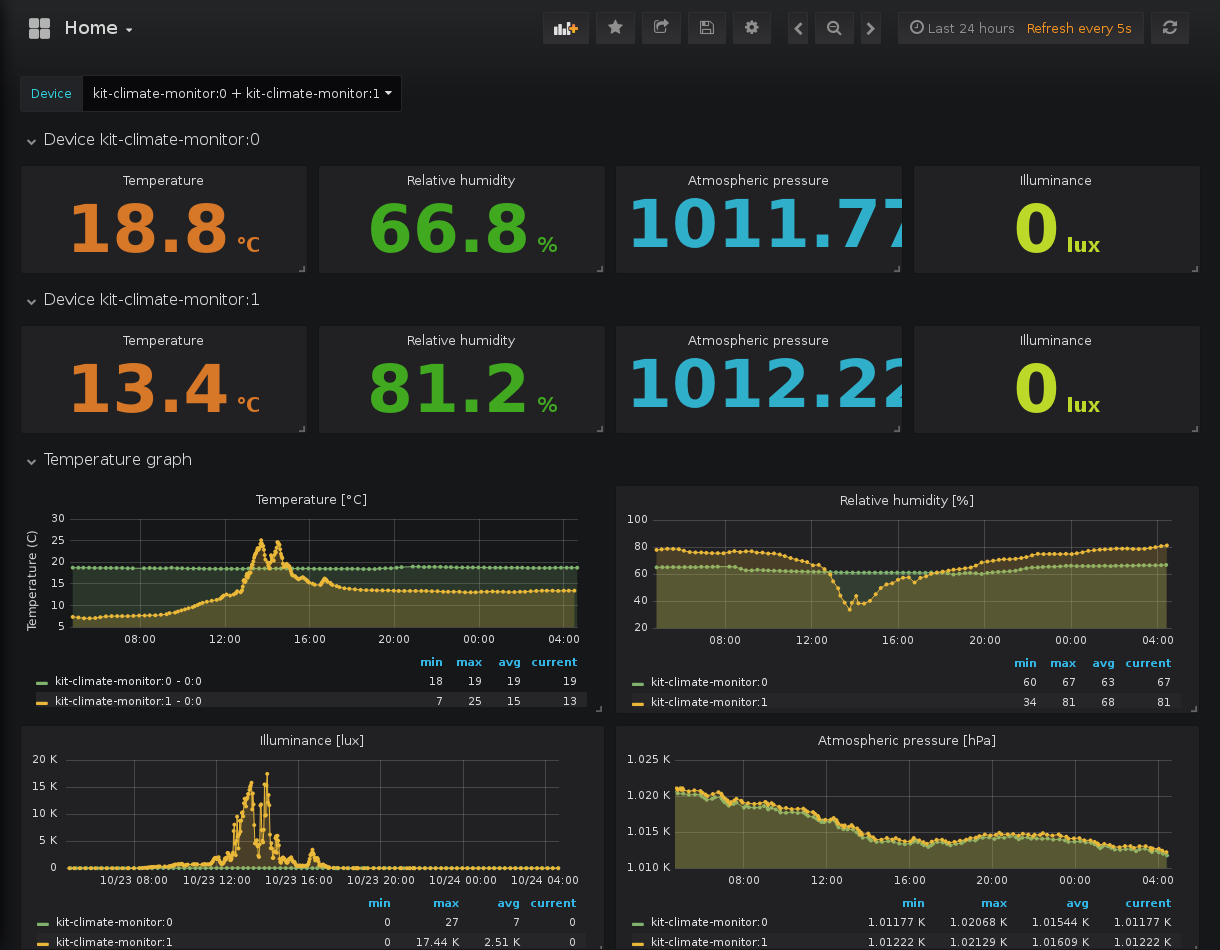 Home
Last 24 hours Refresh every 5s
Device kit-climate-monitor:0 + kit-climate-monitor:1
Device kit-climate-monitor:0
Temperature Relative humidity Atmospheric pressure Illuminance
18.8 °C 66.8 % 1011.77 0 lux
Device kit-climate-monitor:1
Temperature Relative humidity Atmospheric pressure Illuminance
13.4 °C 81.2 % 1012.22 0 lux
Temperature graph
Temperature [°C]
Temperature (C)
30
25
20
15
10
5
08:00 12:00 16:00 20:00 00:00 04:00
min max avg current
kit-climate-monitor:0 - 0:0 18 19 19 19
kit-climate-monitor:1 - 0:0 7 25 15 13
Relative humidity [%]
100
80
60
40
20
08:00 12:00 16:00 20:00 00:00 04:00
min max avg current
kit-climate-monitor:0 60 67 63 67
kit-climate-monitor:1 34 81 68 81
Illuminance [lux]
20 K
15 K
10 K
5 K
0
10/23 08:00 10/23 12:00 10/23 16:00 10/23 20:00 10/24 00:00 10/24 04:00
min max avg current
kit-climate-monitor:0 0 27 7 0
kit-climate-monitor:1 0 17.44 K 2.51 K 0
Atmospheric pressure [hPa]
1.025 K
1.020 K
1.015 K
1.010 K
08:00 12:00 16:00 20:00 00:00 04:00
min max avg current
kit-climate-monitor:0 1.01177 K 1.02068 K 1.01544 K 1.01177 K
kit-climate-monitor:1 1.01222 K 1.02129 K 1.01609 K 1.01222 K